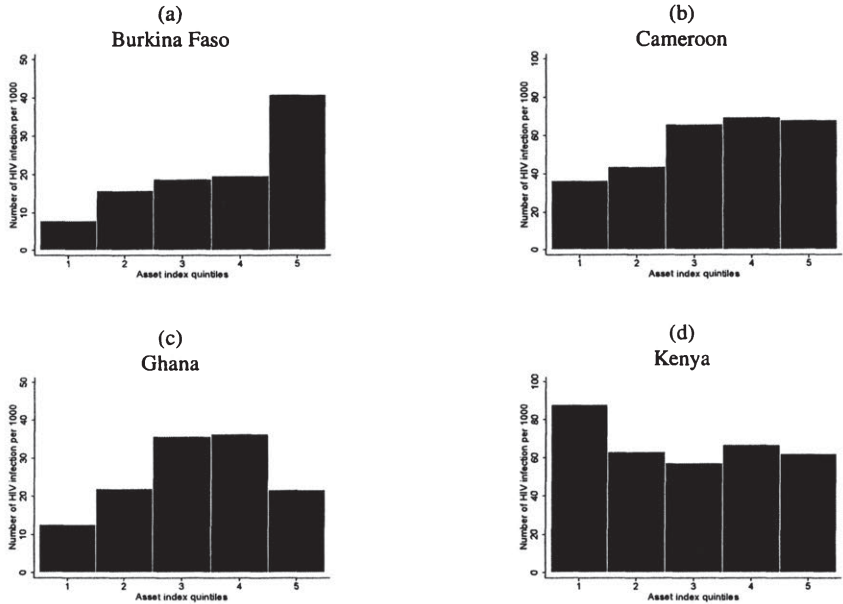 (a)
Burkina Faso
Number of HIV infection per 1000
0 10 20 30 40 50
1 2 3 4 5
Asset index quintiles
(b)
Cameroon
Number of HIV infection per 1000
0 20 40 60 80 100
1 2 3 4 5
Asset index quintiles
(c)
Ghana
Number of HIV infection per 1000
0 10 20 30 40 50
1 2 3 4 5
Asset index quintiles
(d)
Kenya
Number of HIV infection per 1000
0 20 40 60 80 100
1 2 3 4 5
Asset index quintiles